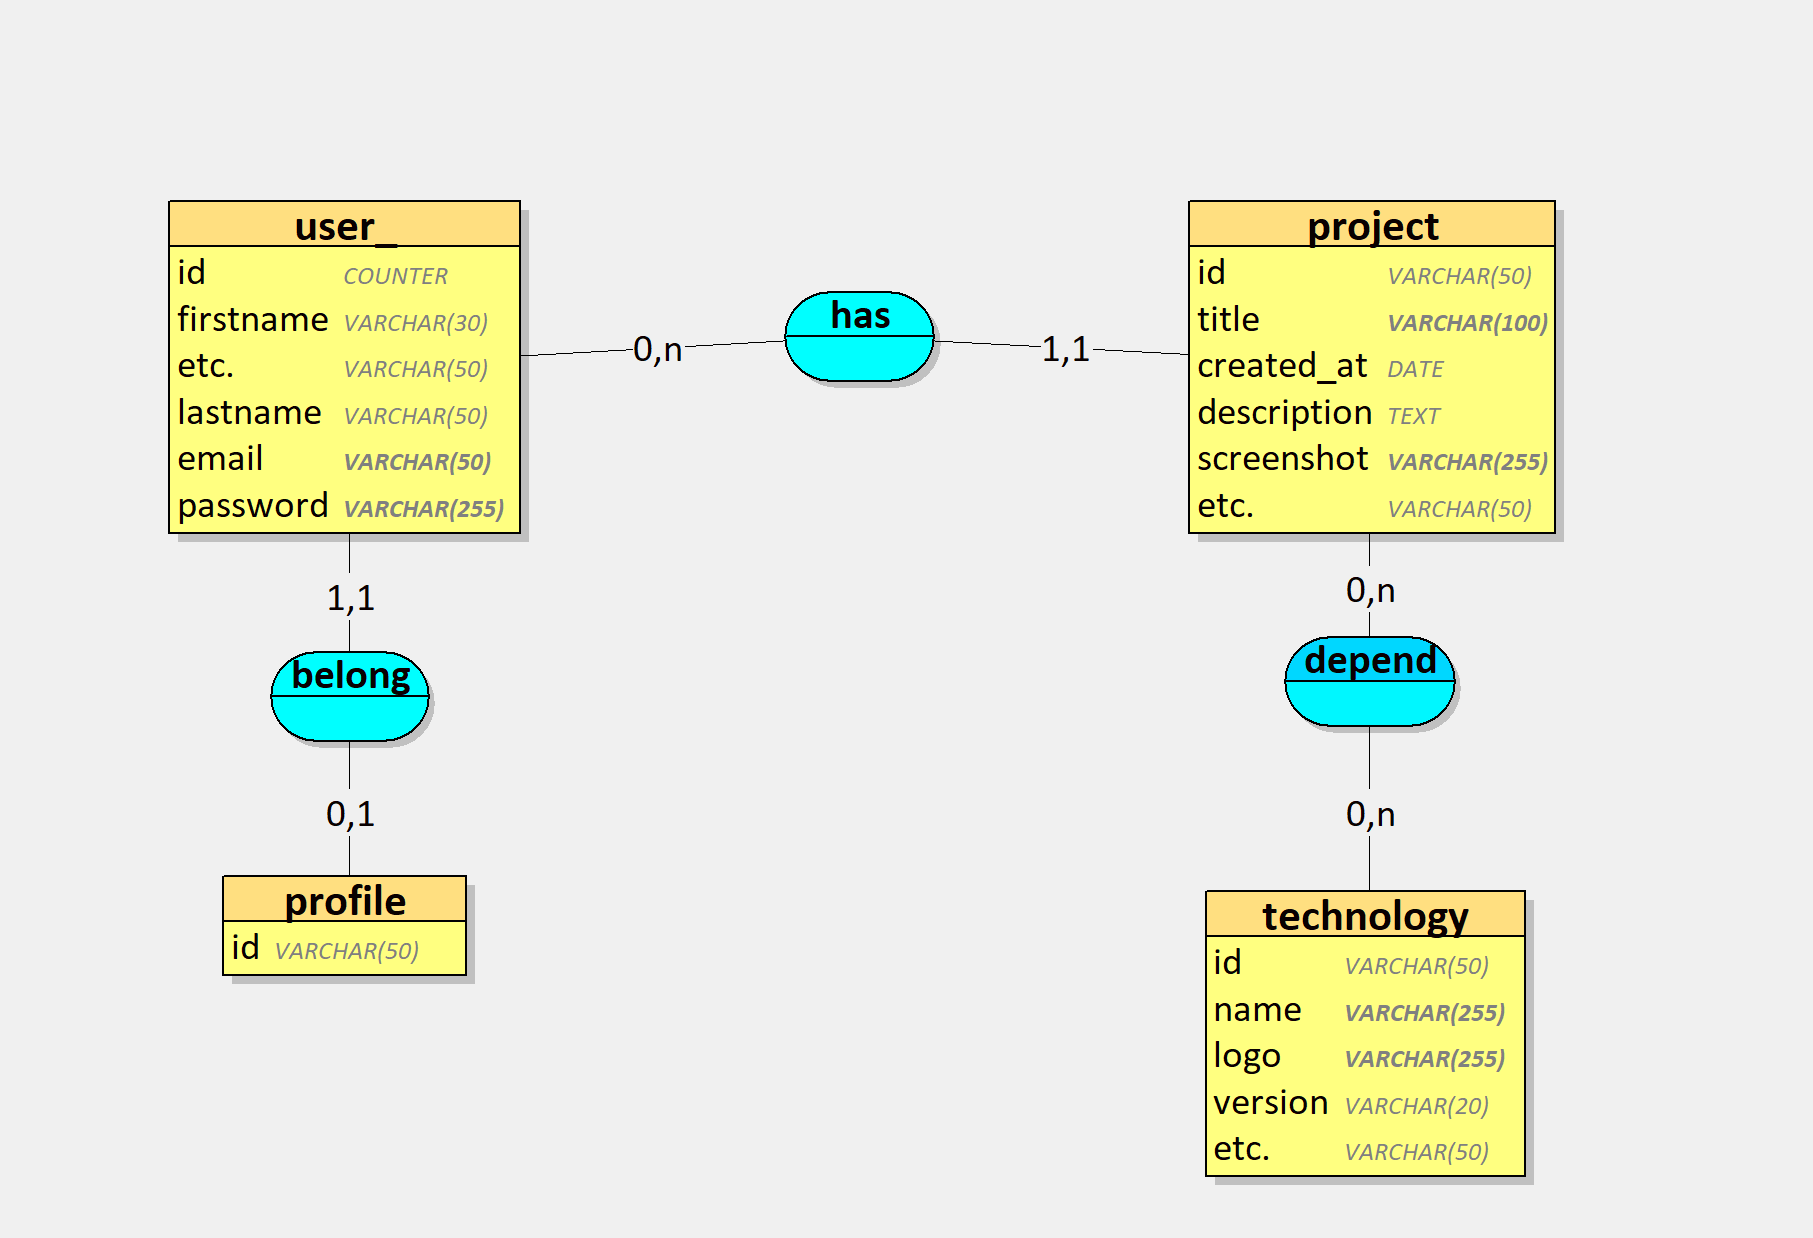 user_
id COUNTER
firstname VARCHAR(30)
etc. VARCHAR(50)
lastname VARCHAR(50)
email VARCHAR(50)
password VARCHAR(255)
0,n
has
1,1
project
id VARCHAR(50)
title VARCHAR(100)
created_at DATE
description TEXT
screenshot VARCHAR(255)
etc. VARCHAR(50)
1,1
belong
0,1
profile
id VARCHAR(50)
0,n
depend
0,n
technology
id VARCHAR(50)
name VARCHAR(255)
logo VARCHAR(255)
version VARCHAR(20)
etc. VARCHAR(50)